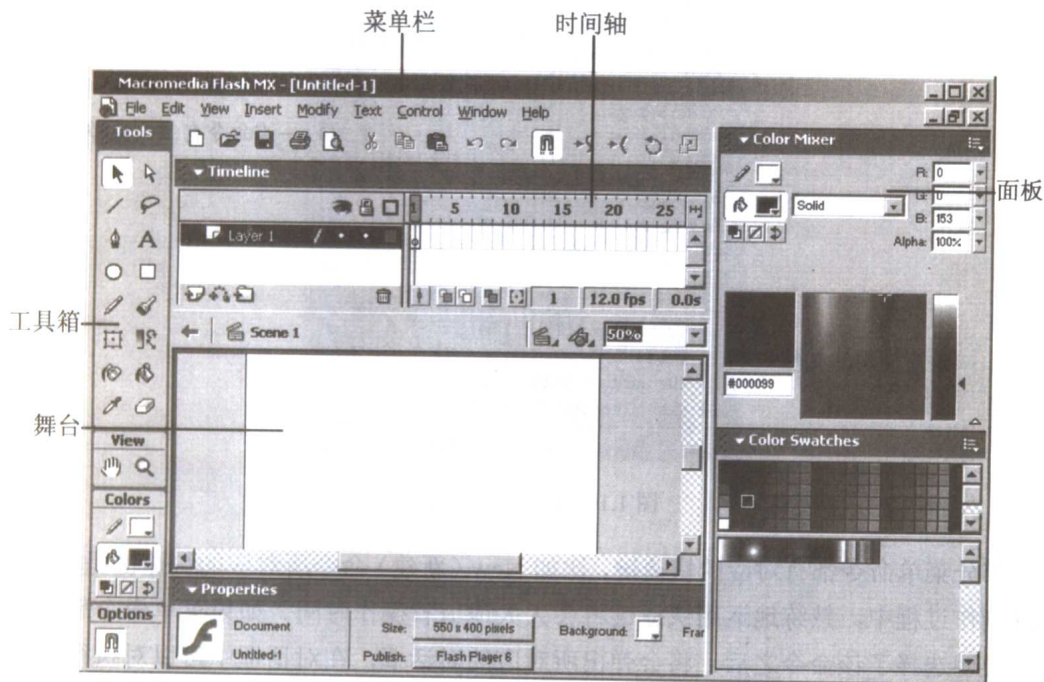 菜单栏 时间轴
Macromedia Flash MX - [Untitled-1]
File Edit View Insert Modify Text Control Window Help
Tools
Color Mixer
Timeline
R: 0
面板
1 5 10 15 20 25
Solid
G: 0
B: 153
Layer 1
Alpha: 100%
1 12.0 fps 0.0s
工具箱
Scene 1 50%
#000099
舞台
View
Color Swatches
Colors
Properties
Options
Document Size: 550 x 400 pixels Background: Fra
Untitled-1 Publish: Flash Player 6